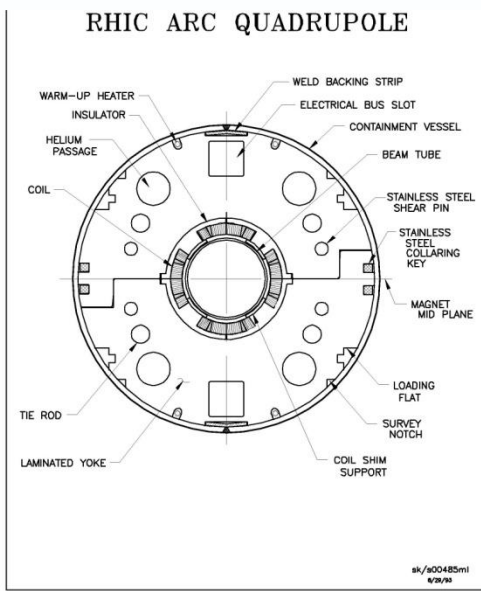 RHIC ARC QUADRUPOLE
WELD BACKING STRIP
WARM-UP HEATER
ELECTRICAL BUS SLOT
INSULATOR
CONTAINMENT VESSEL
HELIUM
PASSAGE
BEAM TUBE
COIL
STAINLESS STEEL
SHEAR PIN
STAINLESS
STEEL
COLLARING
KEY
MAGNET
MID PLANE
LOADING
FLAT
TIE ROD
SURVEY
NOTCH
LAMINATED YOKE
COIL SHIM
SUPPORT
sk/s00485ml